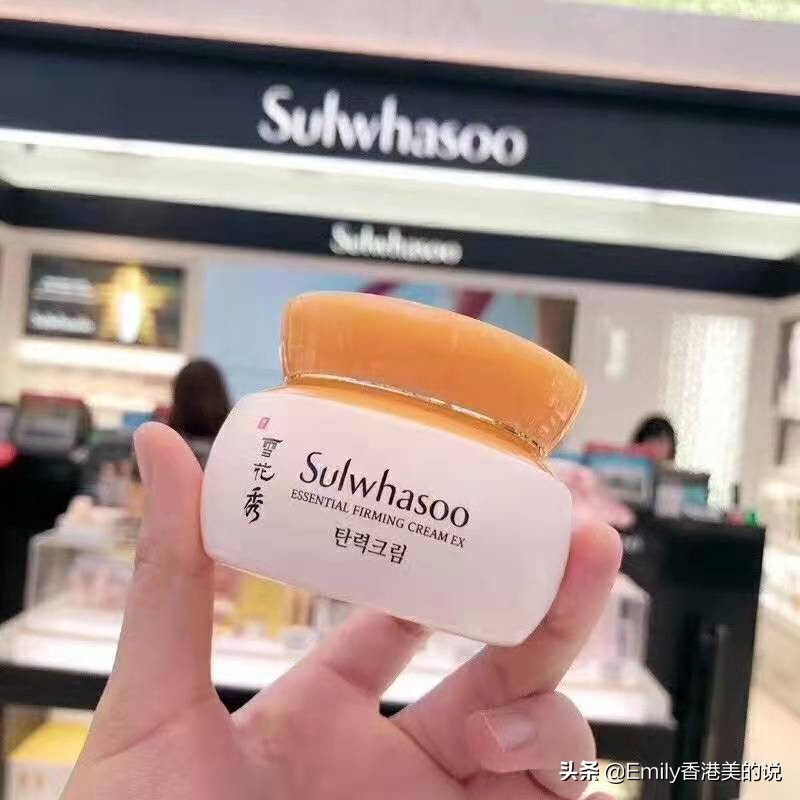 Sulwhasoo
Sulwhasoo
Sulwhasoo
雪花秀
Sulwhasoo
ESSENTIAL FIRMING CREAM EX
탄력크림
头条 @Emily香港美的说